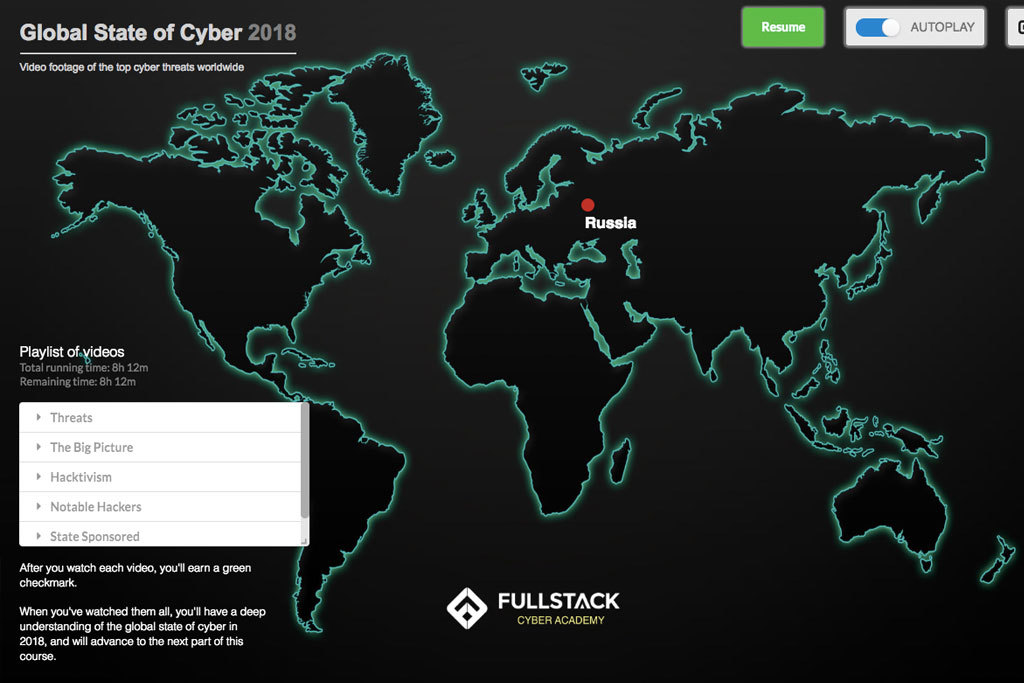 Global State of Cyber 2018
Video footage of the top cyber threats worldwide
Resume
AUTOPLAY
Russia
Playlist of videos
Total running time: 8h 12m
Remaining time: 8h 12m
Threats
The Big Picture
Hacktivism
Notable Hackers
State Sponsored
After you watch each video, you'll earn a green
checkmark.
When you've watched them all, you'll have a deep
understanding of the global state of cyber in
2018, and will advance to the next part of this
course.
FULLSTACK
CYBER ACADEMY